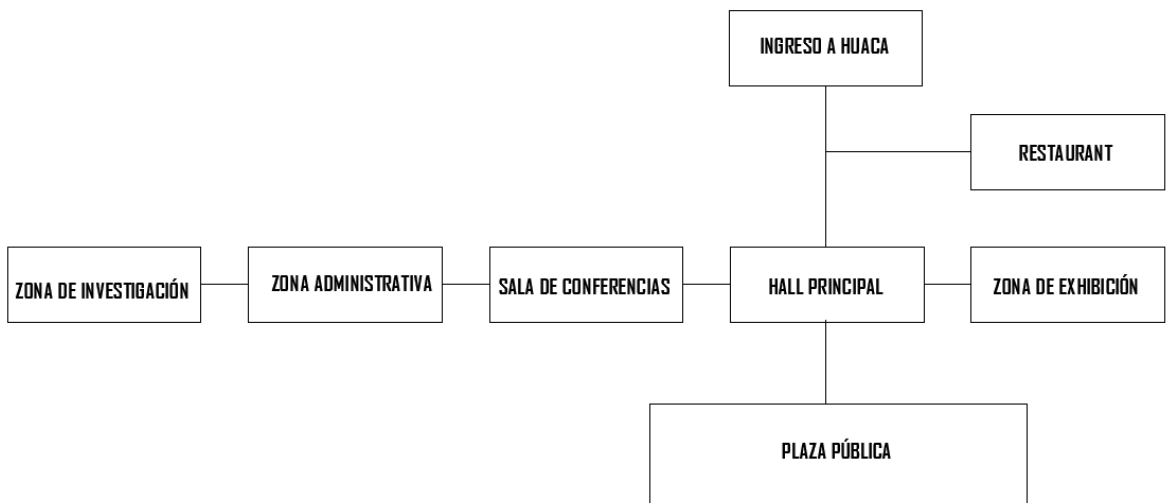 INGRESO A HUACA
RESTAURANT
ZONA DE INVESTIGACIÓN
ZONA ADMINISTRATIVA
SALA DE CONFERENCIAS
HALL PRINCIPAL
ZONA DE EXHIBICIÓN
PLAZA PÚBLICA